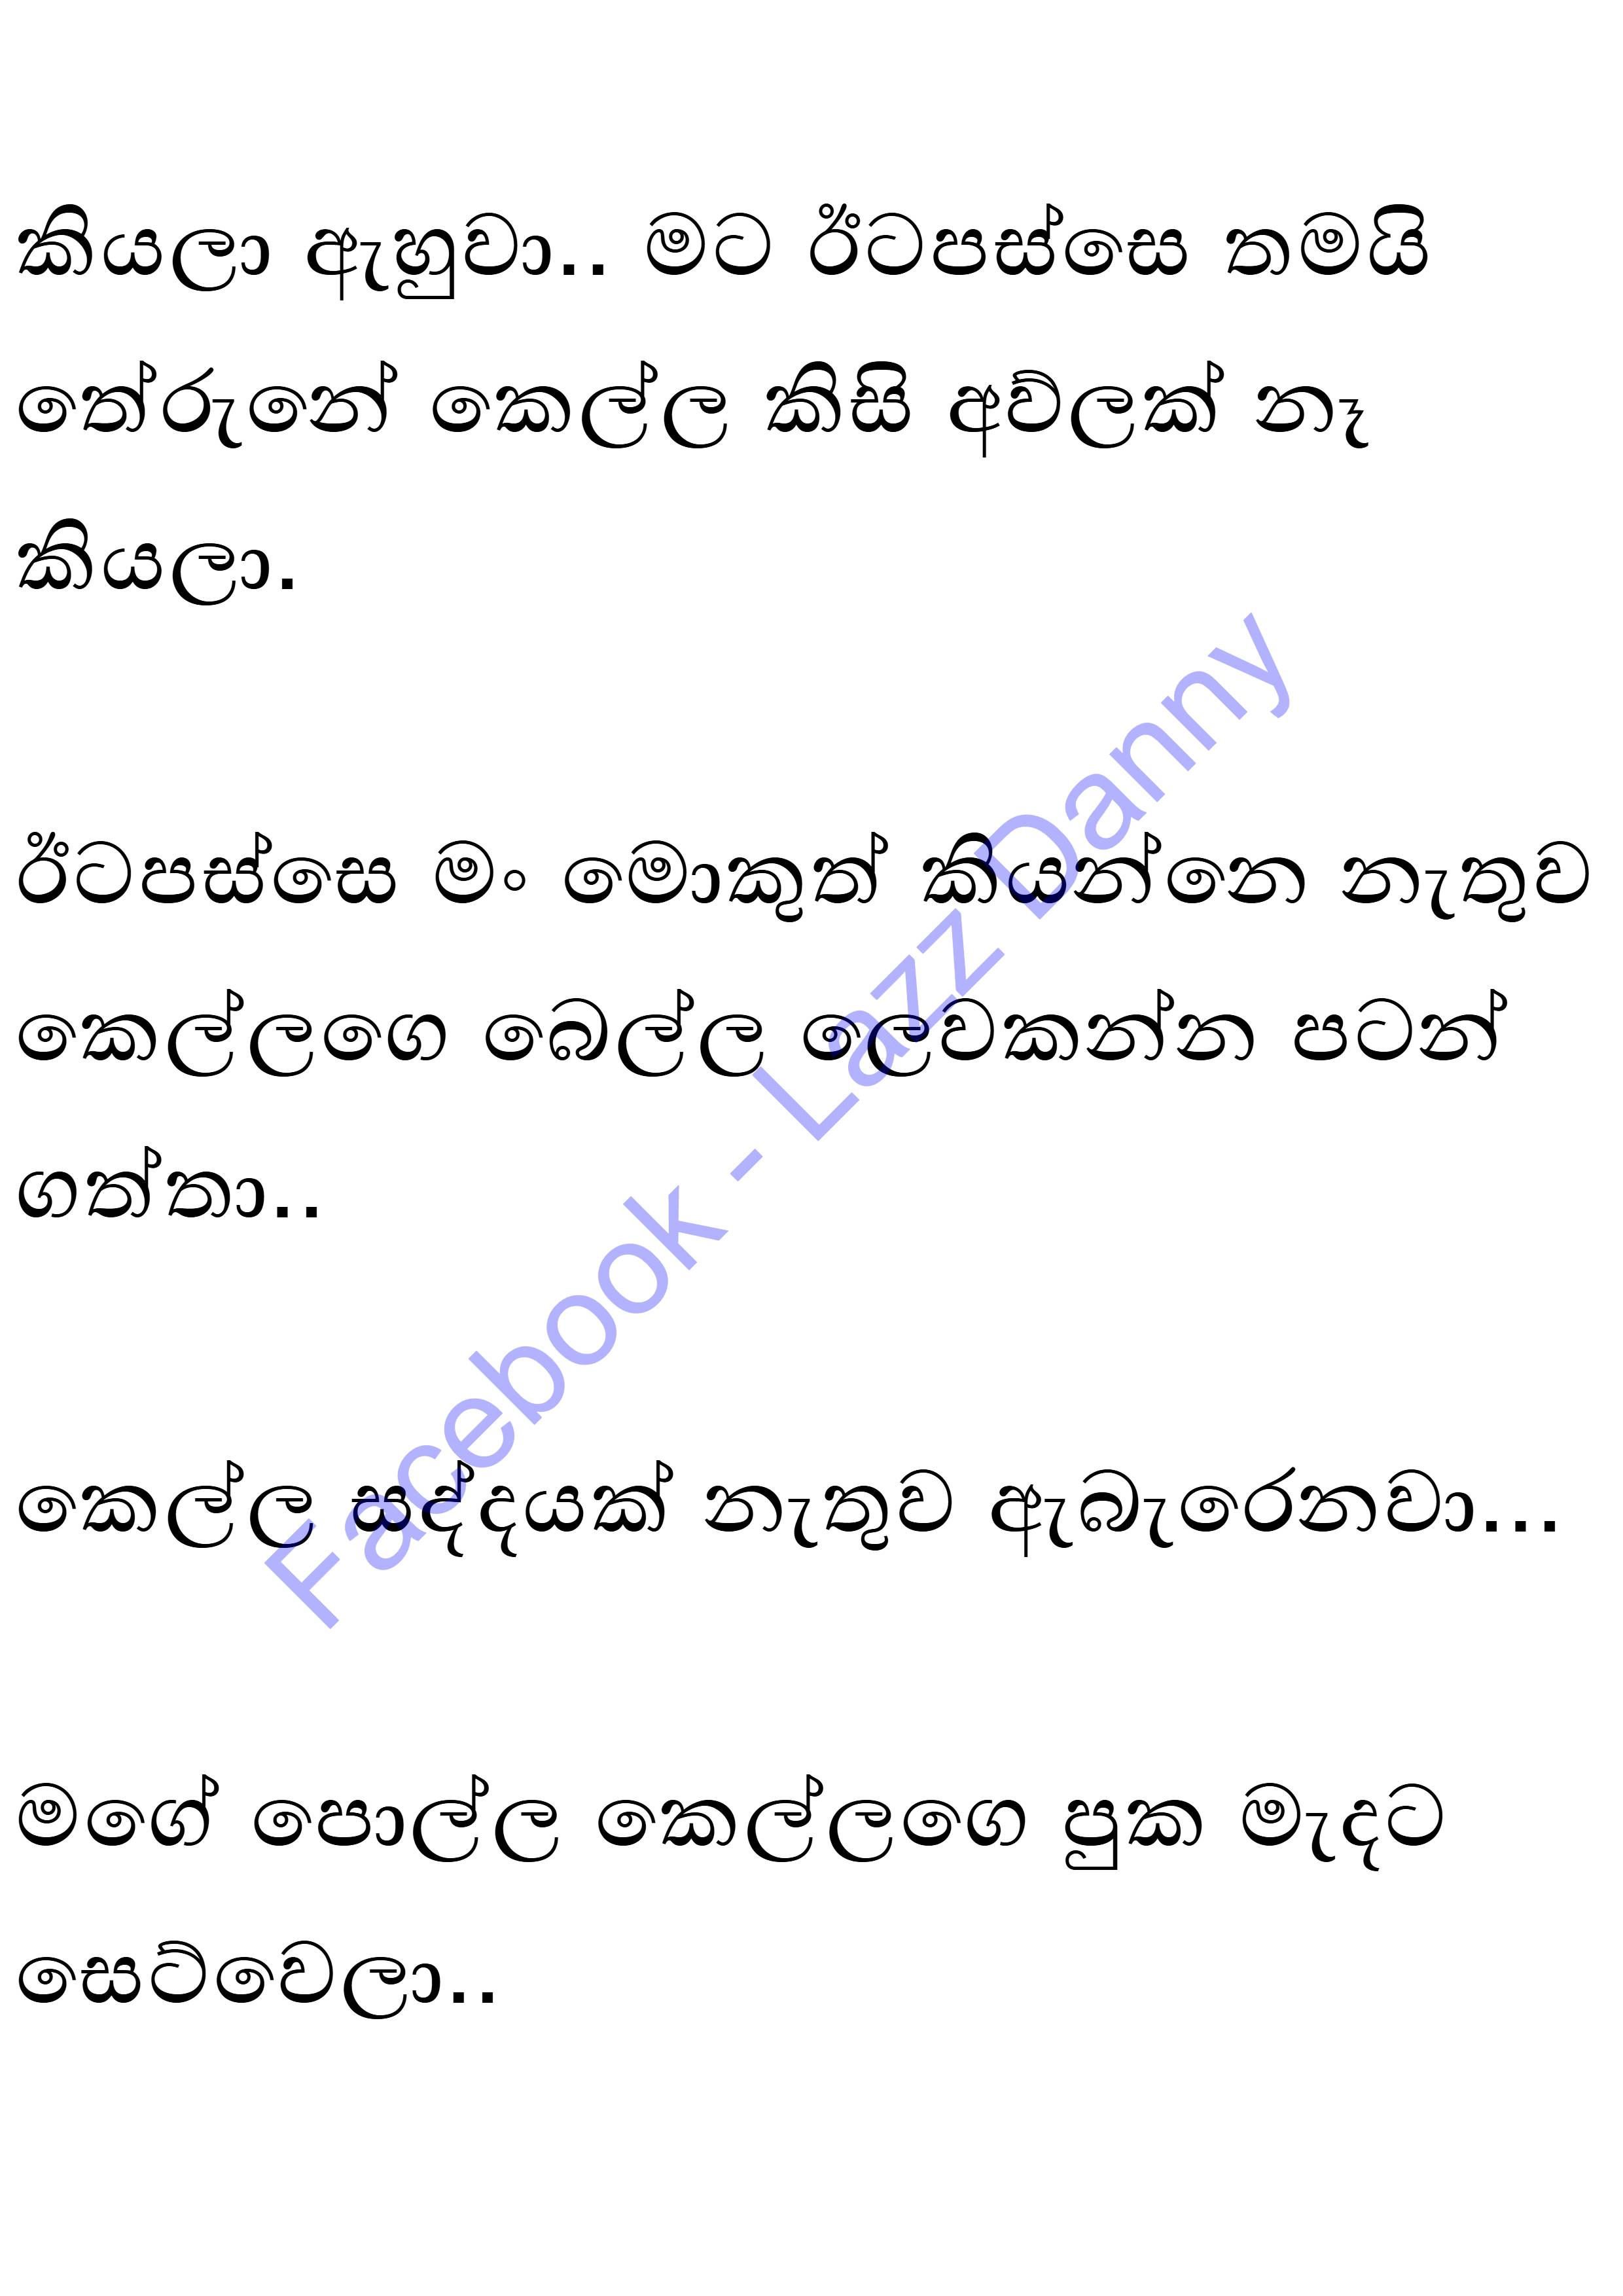 කියලා ඇහුවා.. මට ඊටපස්සෙ තමයි
තේරුනේ කෙල්ල කිසි අව්ලක් නෑ
කියලා.
ඊටපස්සෙ මං මොකුත් කියන්නෙ නැතුව
කෙල්ලගෙ බෙල්ල ලෙවකන්න පටන්
ගත්තා..
කෙල්ල සද්දයක් නැතුව ඇඹැරෙනවා...
මගේ පොල්ල කෙල්ලගෙ පුක මැදට
සෙට්වෙලා..
Facebook - Lazz Danny